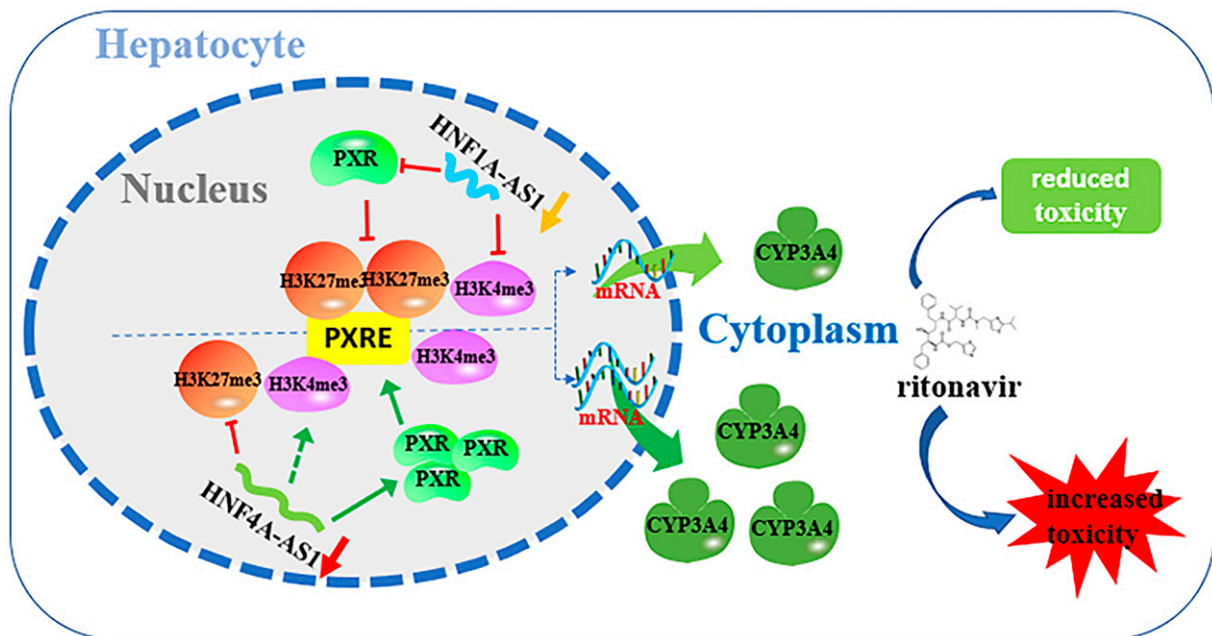 Hepatocyte
Nucleus
PXR
HNF1A-AS1
H3K27me3
H3K27me3
H3K4me3
PXRE
H3K27me3
H3K4me3
H3K4me3
PXR
PXR
PXR
HNF4A-AS1
mRNA
mRNA
CYP3A4
Cytoplasm
CYP3A4
CYP3A4
CYP3A4
reduced
toxicity
ritonavir
increased
toxicity